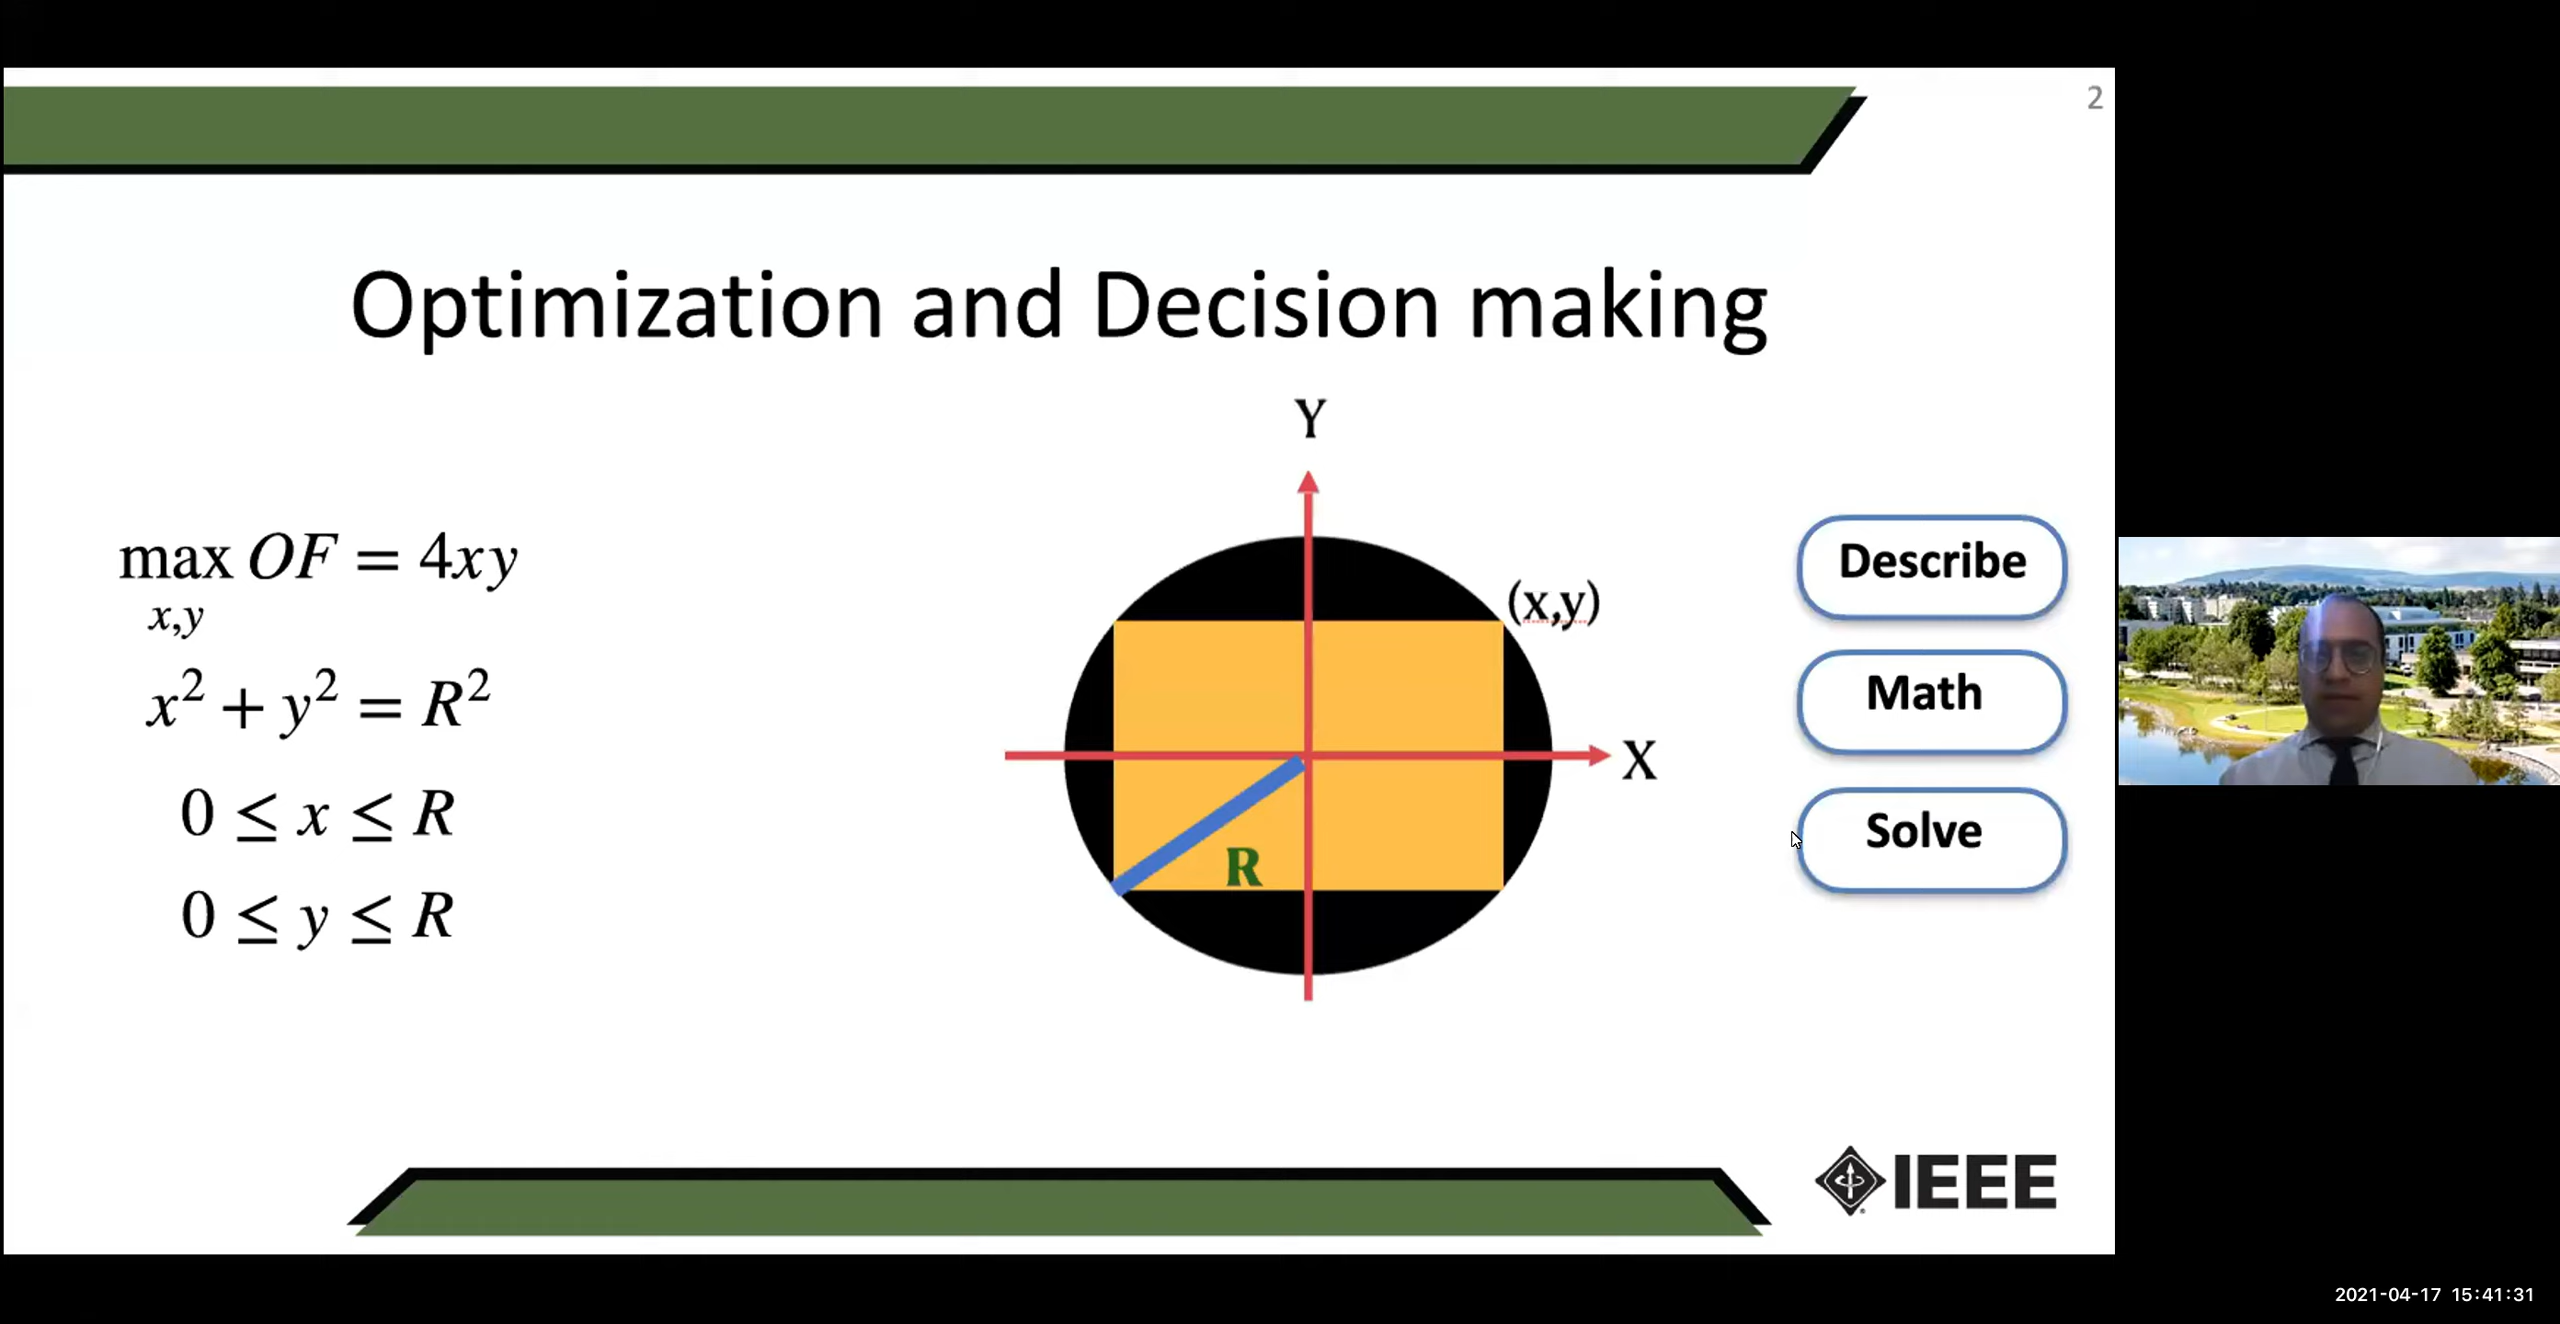 2
Optimization and Decision making
max OF = 4xy
x,y
x² + y² = R²
0 ≤ x ≤ R
0 ≤ y ≤ R
Y
(x,y)
X
R
Describe
Math
Solve
IEEE
2021-04-17 15:41:31